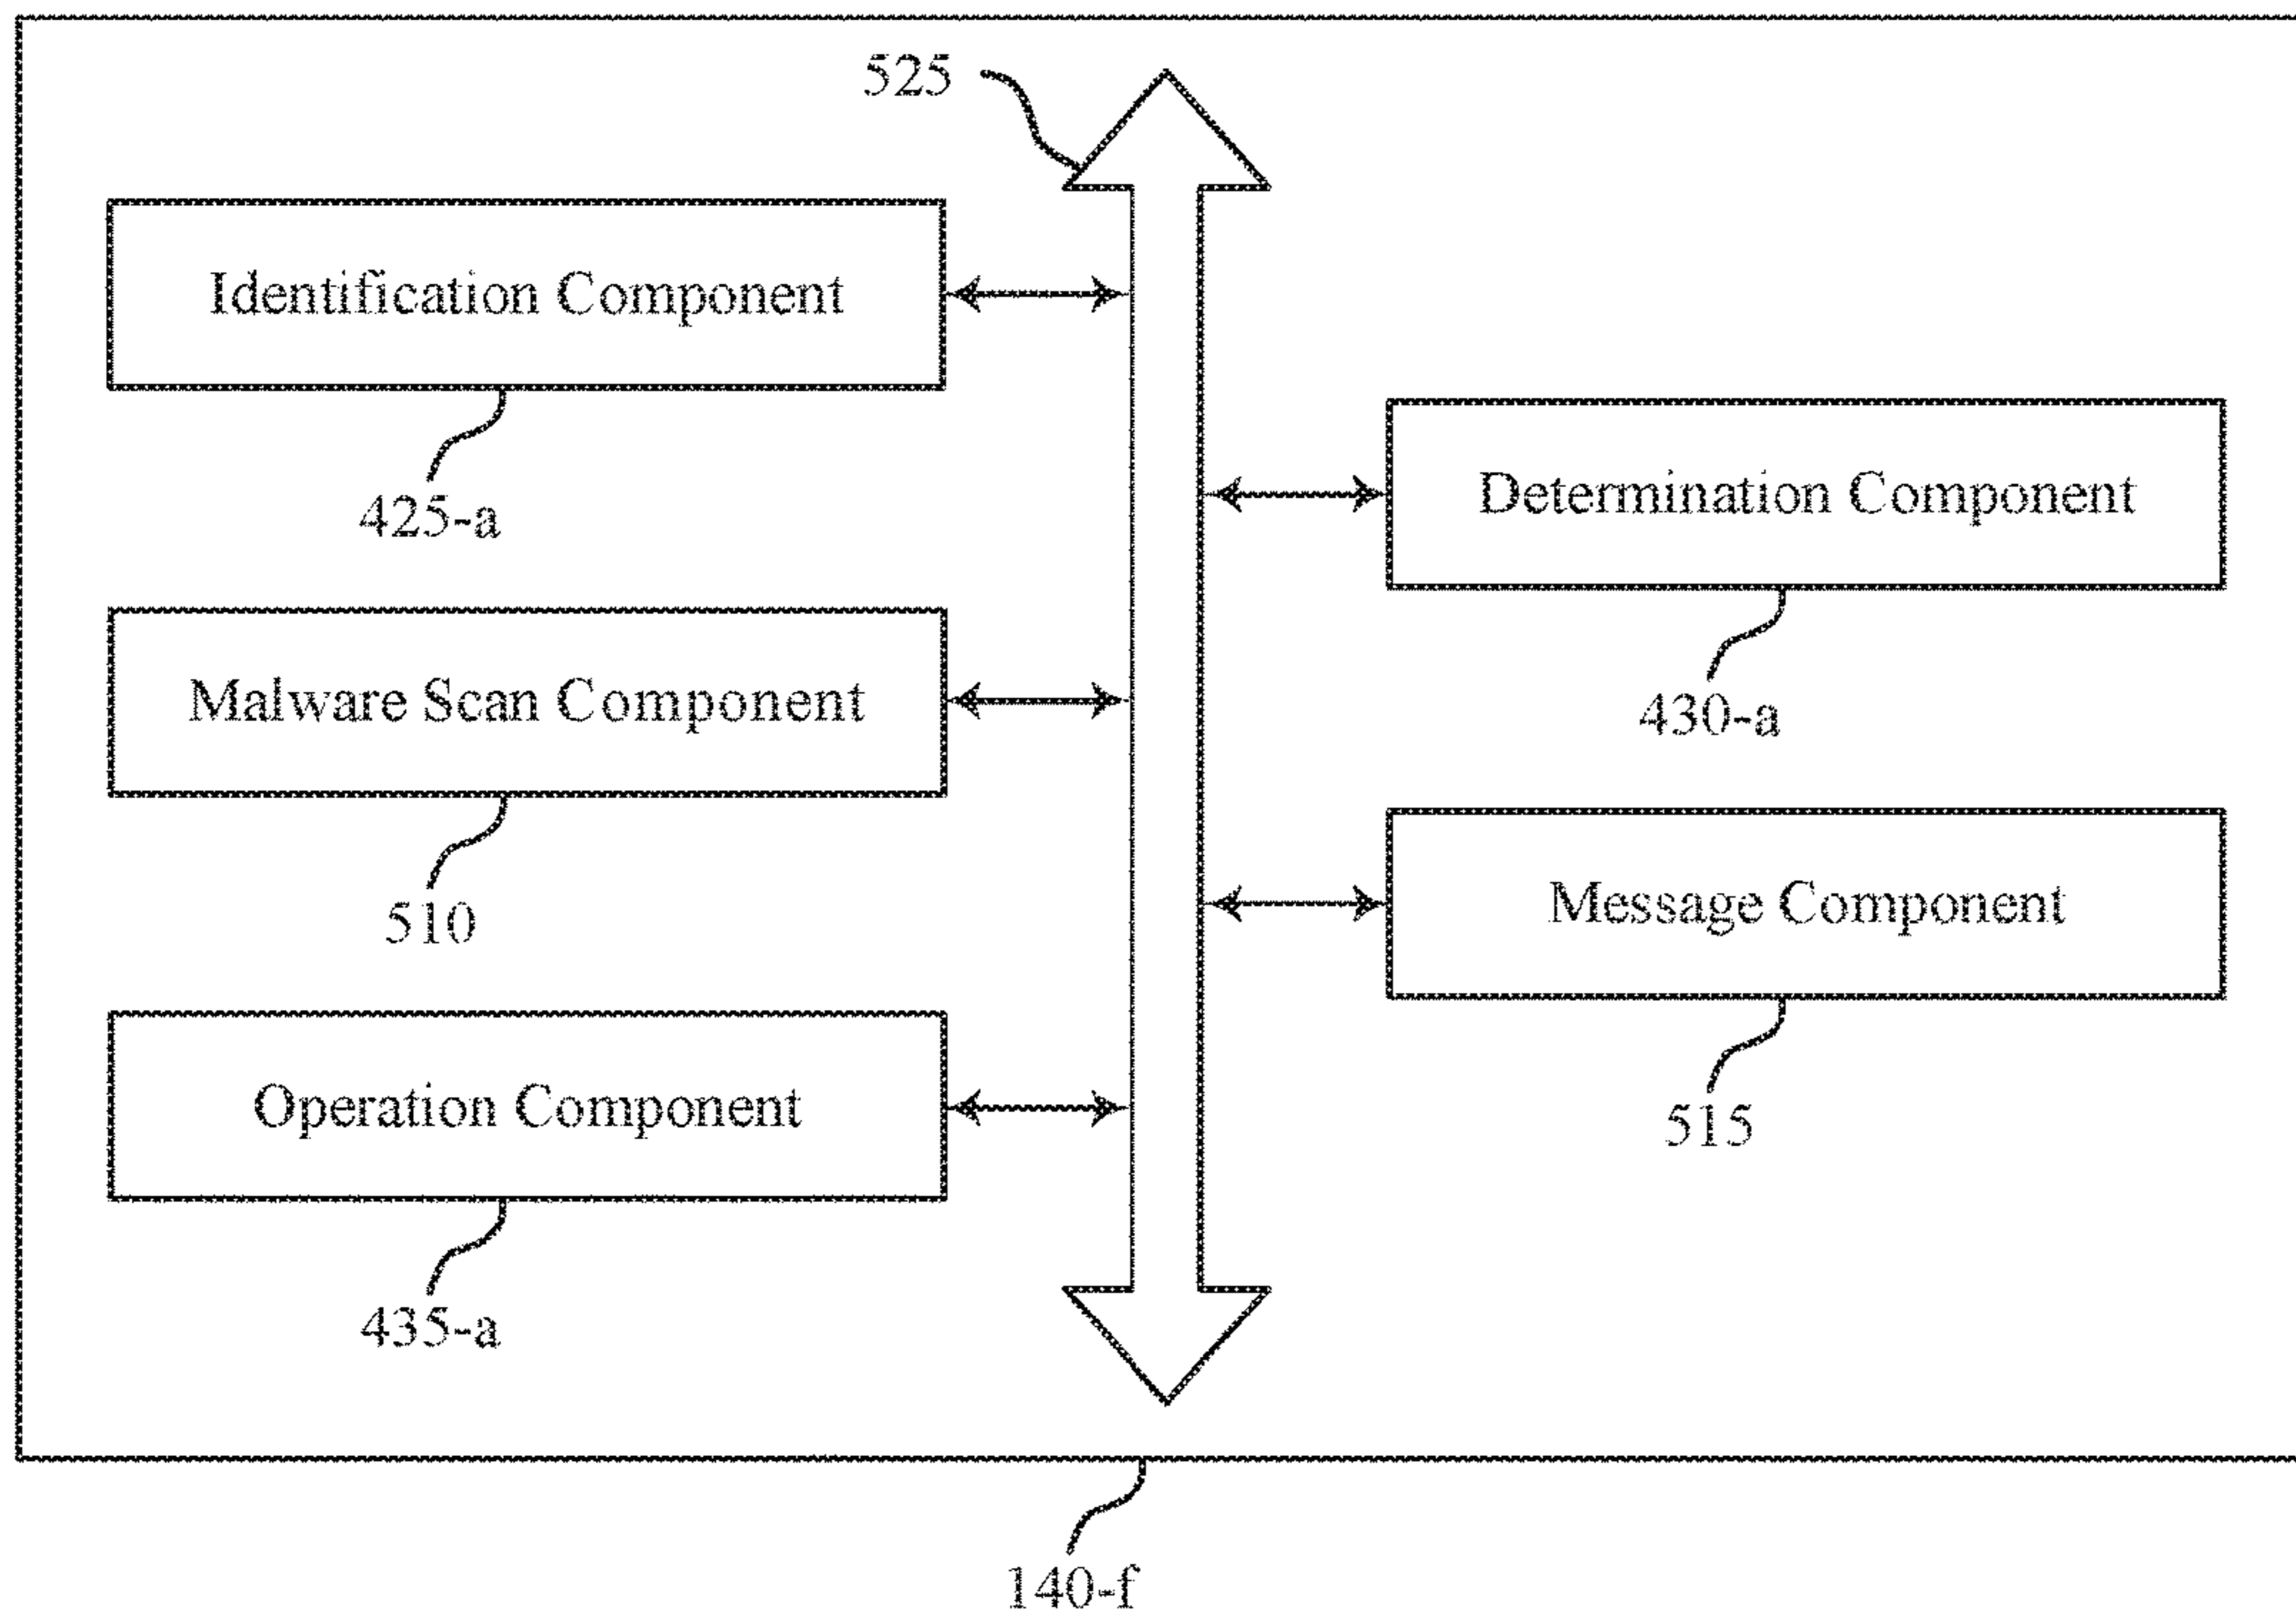 525
Identification Component
425-a
Determination Component
430-a
Malware Scan Component
510
Message Component
515
Operation Component
435-a
140-f